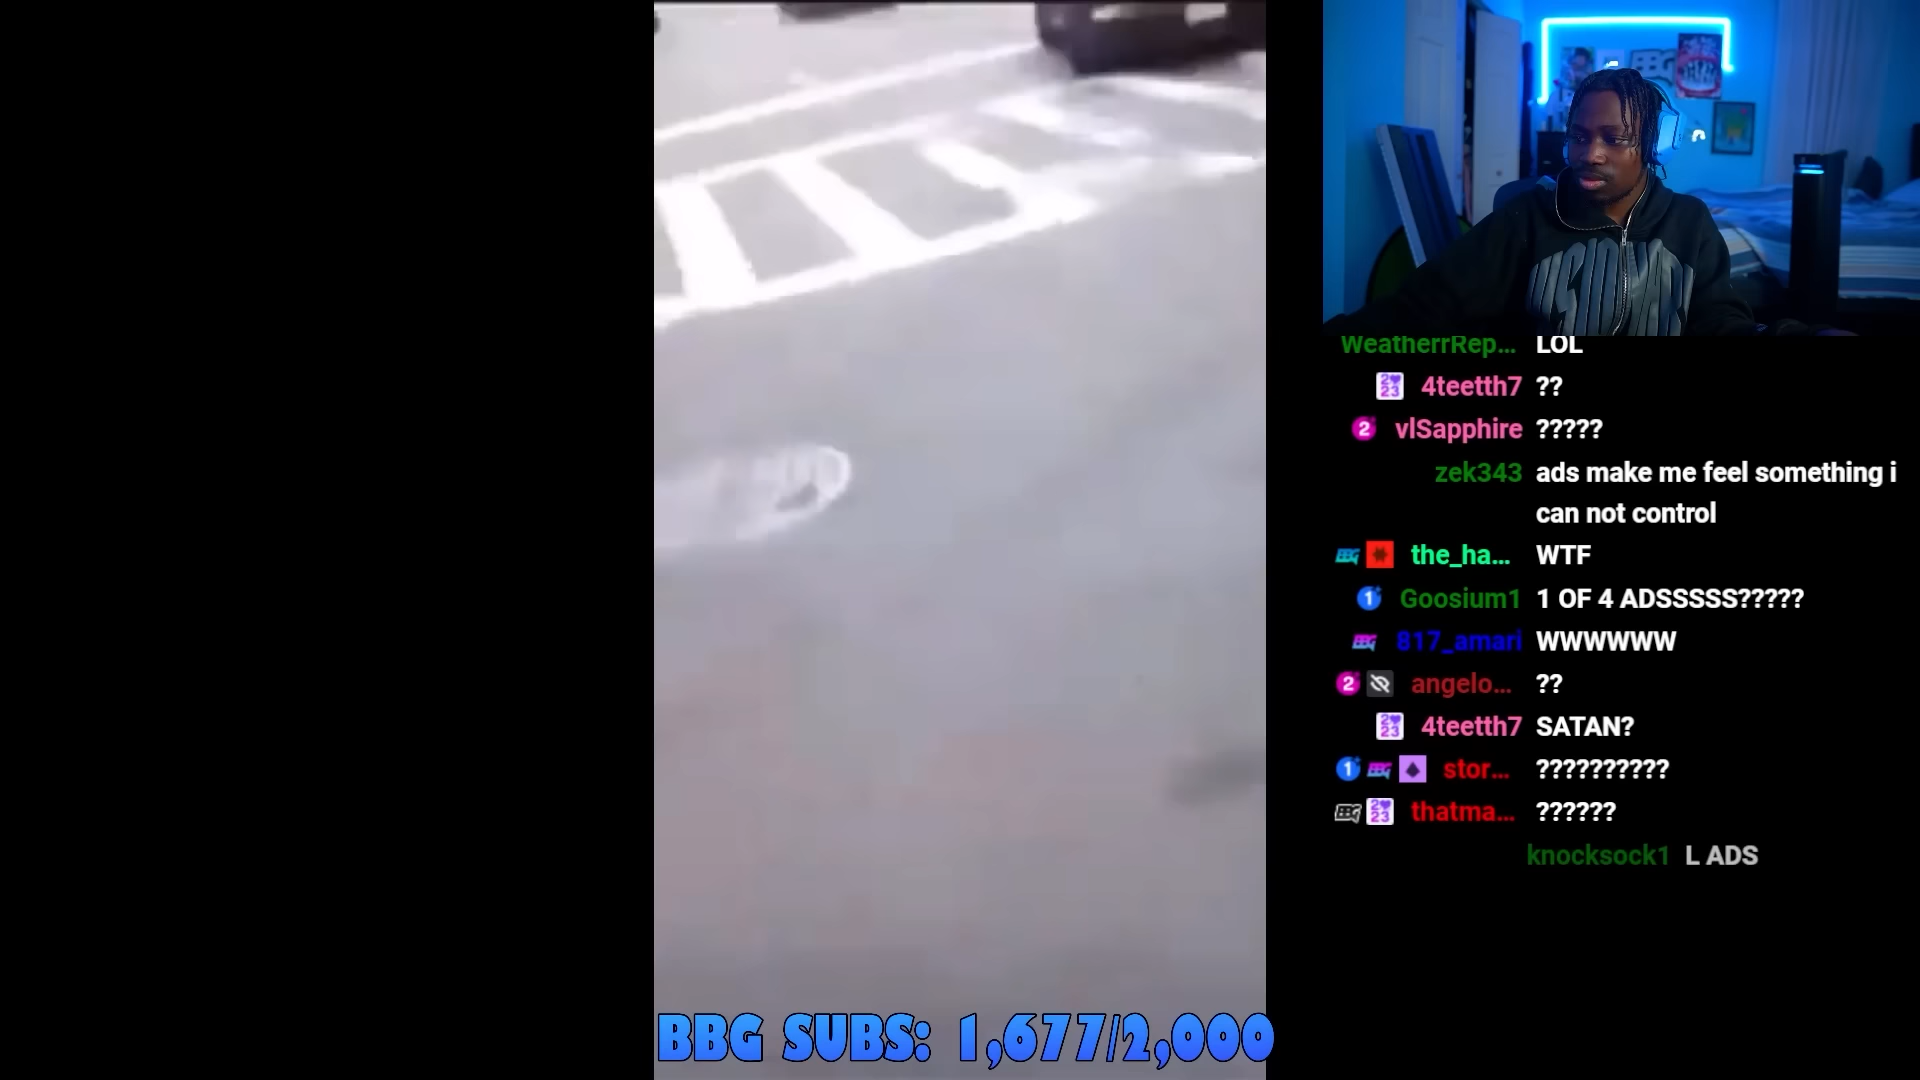 WeatherrRep... LOL
4teetth7 ??
vlSapphire ?????
zek343 ads make me feel something i
can not control
the_ha... WTF
Goosium1 1 OF 4 ADSSSSS?????
817_amari WWWWWW
angelo... ??
4teetth7 SATAN?
stor... ??????????
thatma... ??????
knocksock1 L ADS
BBG SUBS: 1,677/2,000